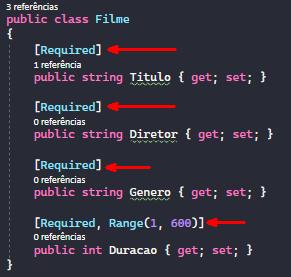 3 referências
public class Filme
{
[Required]
1 referência
public string Titulo { get; set; }
[Required]
0 referências
public string Diretor { get; set; }
[Required]
0 referências
public string Genero { get; set; }
[Required, Range(1, 600)]
0 referências
public int Duracao { get; set; }
}